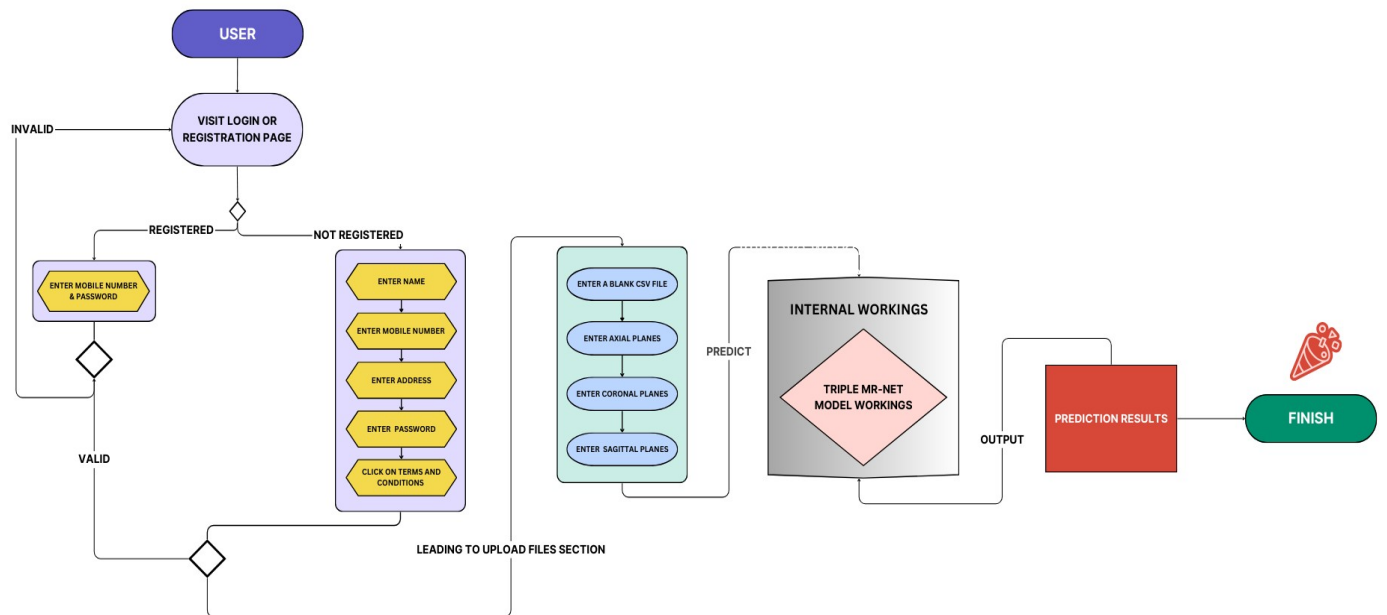 USER
VISIT LOGIN OR
REGISTRATION PAGE
INVALID
REGISTERED
NOT REGISTERED
ENTER MOBILE NUMBER
& PASSWORD
VALID
ENTER NAME
ENTER MOBILE NUMBER
ENTER ADDRESS
ENTER PASSWORD
CLICK ON TERMS AND
CONDITIONS
LEADING TO UPLOAD FILES SECTION
ENTER A BLANK CSV FILE
ENTER AXIAL PLANES
ENTER CORONAL PLANES
ENTER SAGITTAL PLANES
PREDICT
INTERNAL WORKINGS
TRIPLE MR-NET
MODEL WORKINGS
OUTPUT
PREDICTION RESULTS
FINISH